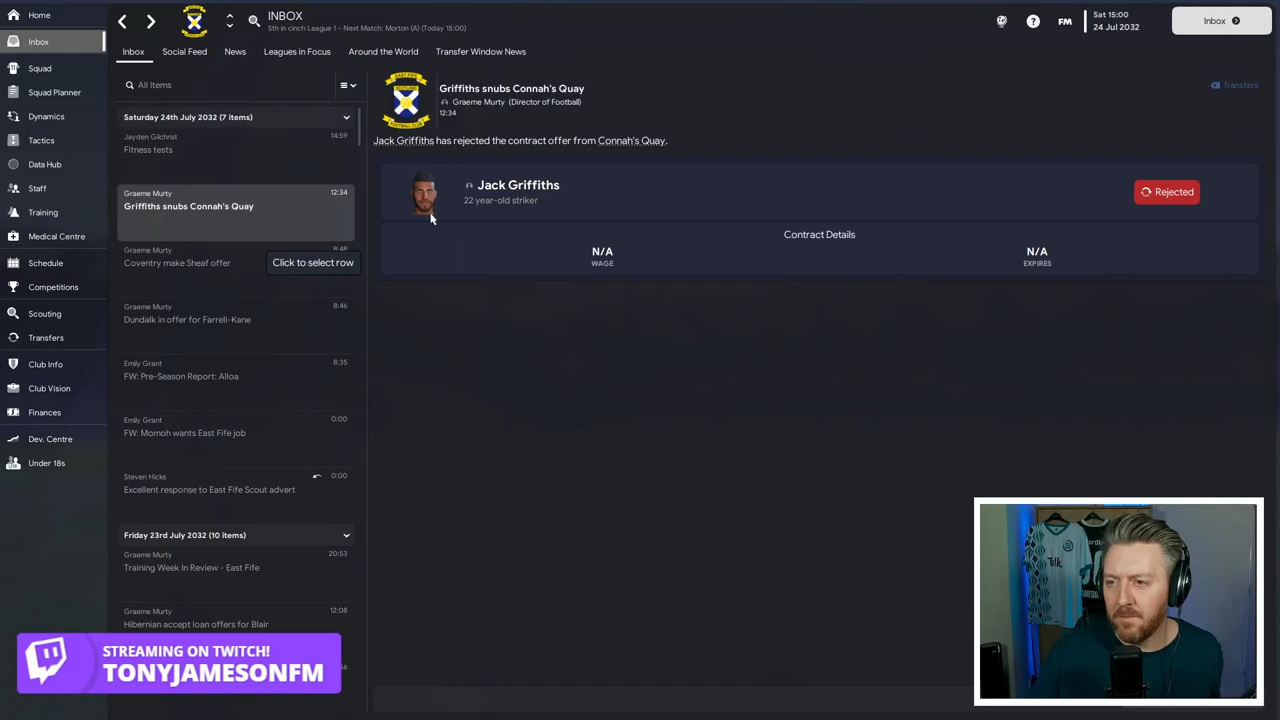 Home
Inbox
Squad
Squad Planner
Dynamics
Tactics
Data Hub
Staff
Training
Medical Centre
Schedule
Competitions
Scouting
Transfers
Club Info
Club Vision
Finances
Dev. Centre
Under 18s
INBOX
5th in cinch League 1 - Next Match: Morton (A) (Today 15:00)
FM
Sat 15:00
24 Jul 2032
Inbox
Inbox
Social Feed
News
Leagues in Focus
Around the World
Transfer Window News
All Items
Saturday 24th July 2032 (7 items)
Jayden Gilchrist
14:59
Fitness tests
Graeme Murty
12:34
Griffiths snubs Connah's Quay
Graeme Murty
8:48
Coventry make Sheaf offer
Click to select row
Graeme Murty
8:46
Dundalk in offer for Farrell-Kane
Emily Grant
8:35
FW: Pre-Season Report: Alloa
Emily Grant
0:00
FW: Momoh wants East Fife job
Steven Hicks
0:00
Excellent response to East Fife Scout advert
Friday 23rd July 2032 (10 items)
Graeme Murty
20:53
Training Week In Review - East Fife
Graeme Murty
12:08
Hibernian accept loan offers for Blair
Griffiths snubs Connah's Quay
Graeme Murty (Director of Football)
12:34
Transfers
Jack Griffiths has rejected the contract offer from Connah's Quay.
Jack Griffiths
22 year-old striker
Rejected
Contract Details
N/A
WAGE
N/A
EXPIRES
STREAMING ON TWITCH!
TONYJAMESONFM